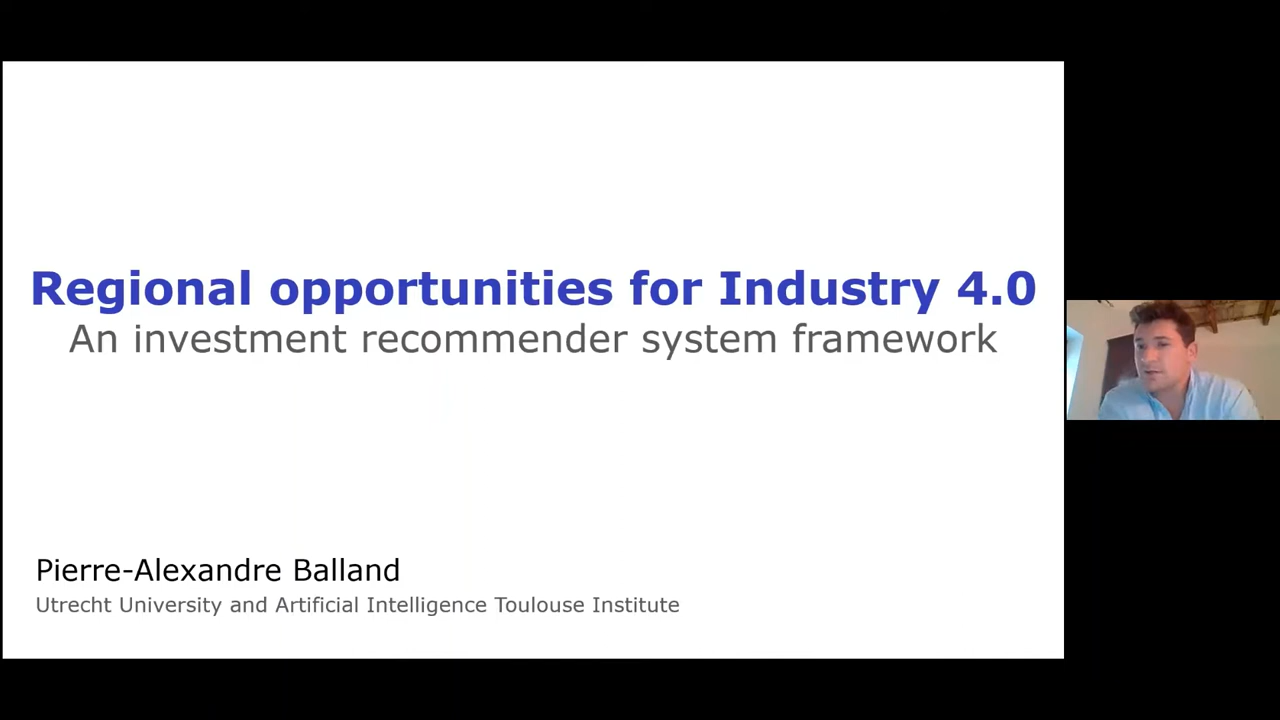 Regional opportunities for Industry 4.0
An investment recommender system framework
Pierre-Alexandre Balland
Utrecht University and Artificial Intelligence Toulouse Institute